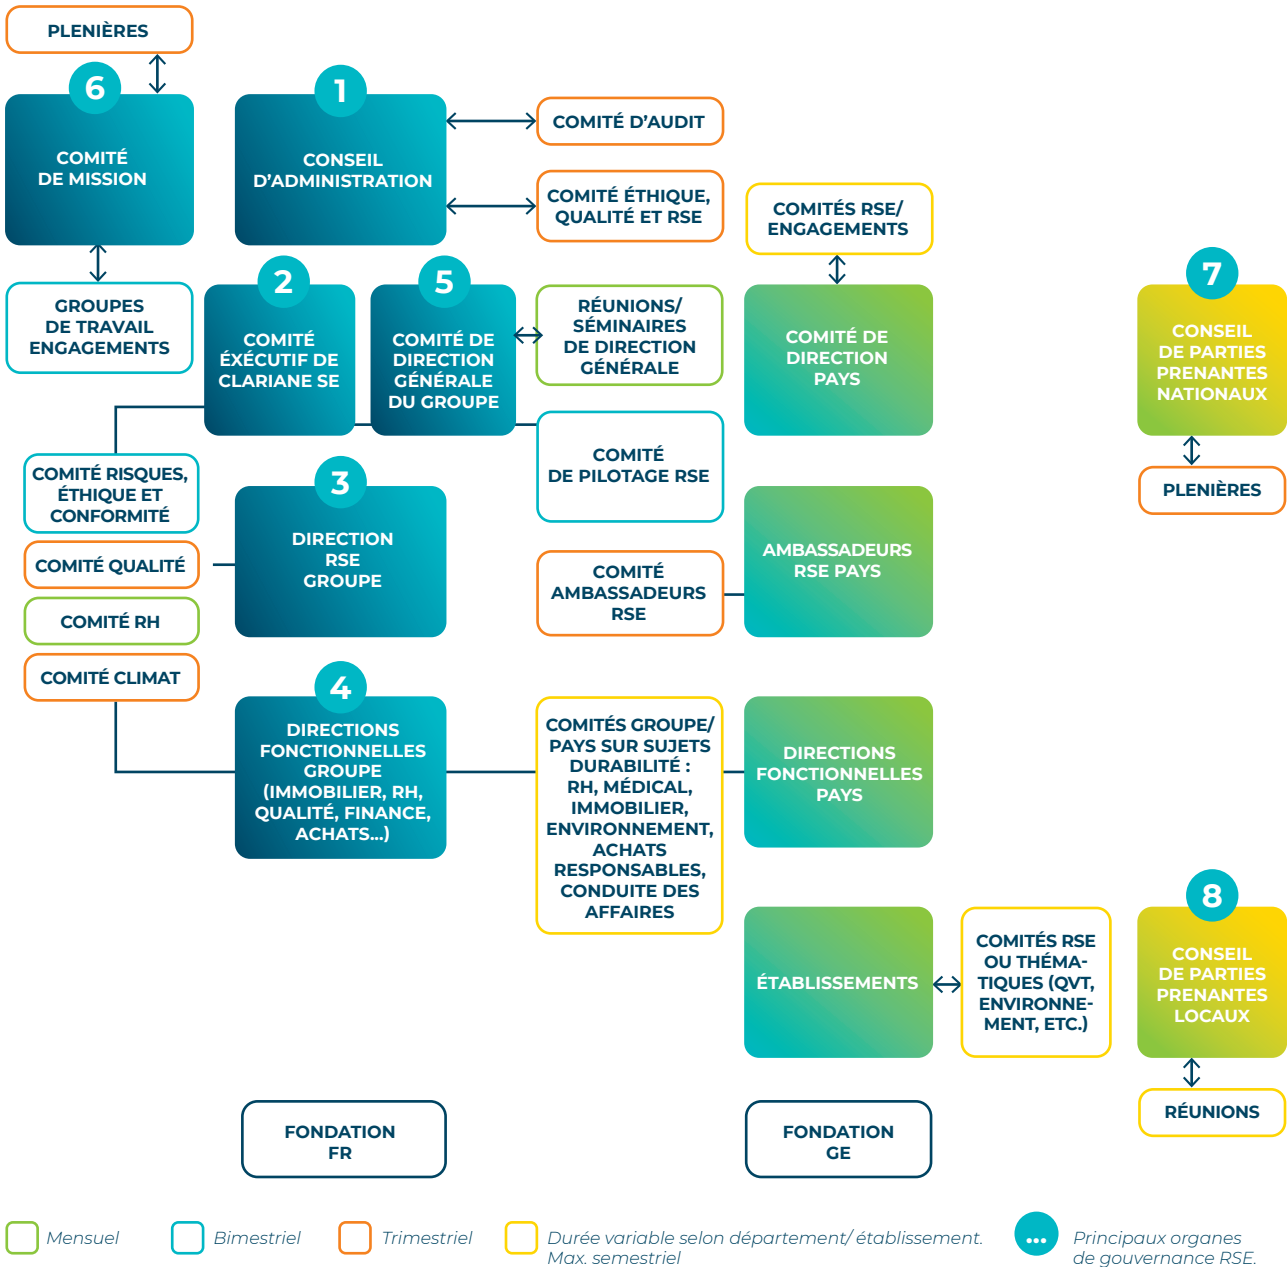 PLENIÈRES
6
COMITÉ
DE MISSION
GROUPES
DE TRAVAIL
ENGAGEMENTS
1
CONSEIL
D'ADMINISTRATION
COMITÉ D'AUDIT
COMITÉ ÉTHIQUE,
QUALITÉ ET RSE
2
COMITÉ
ÉXÉCUTIF DE
CLARIANE SE
5
COMITÉ DE
DIRECTION
GÉNÉRALE
DU GROUPE
RÉUNIONS/
SÉMINAIRES
DE DIRECTION
GÉNÉRALE
COMITÉS RSE/
ENGAGEMENTS
COMITÉ DE
DIRECTION
PAYS
7
CONSEIL
DE PARTIES
PRENANTES
NATIONAUX
PLENIÈRES
COMITÉ
DE PILOTAGE RSE
COMITÉ RISQUES,
ÉTHIQUE ET
CONFORMITÉ
COMITÉ QUALITÉ
COMITÉ RH
COMITÉ CLIMAT
3
DIRECTION
RSE
GROUPE
COMITÉ
AMBASSADEURS
RSE
AMBASSADEURS
RSE PAYS
4
DIRECTIONS
FONCTIONNELLES
GROUPE
(IMMOBILIER, RH,
QUALITÉ, FINANCE,
ACHATS...)
COMITÉS GROUPE/
PAYS SUR SUJETS
DURABILITÉ :
RH, MÉDICAL,
IMMOBILIER,
ENVIRONNEMENT,
ACHATS
RESPONSABLES,
CONDUITE DES
AFFAIRES
DIRECTIONS
FONCTIONNELLES
PAYS
ÉTABLISSEMENTS
COMITÉS RSE
OU THÉMA-
TIQUES (QVT,
ENVIRONNE-
MENT, ETC.)
8
CONSEIL
DE PARTIES
PRENANTES
LOCAUX
RÉUNIONS
FONDATION
FR
FONDATION
GE
Mensuel
Bimestriel
Trimestriel
Durée variable selon département/ établissement.
Max. semestriel
...
Principaux organes
de gouvernance RSE.